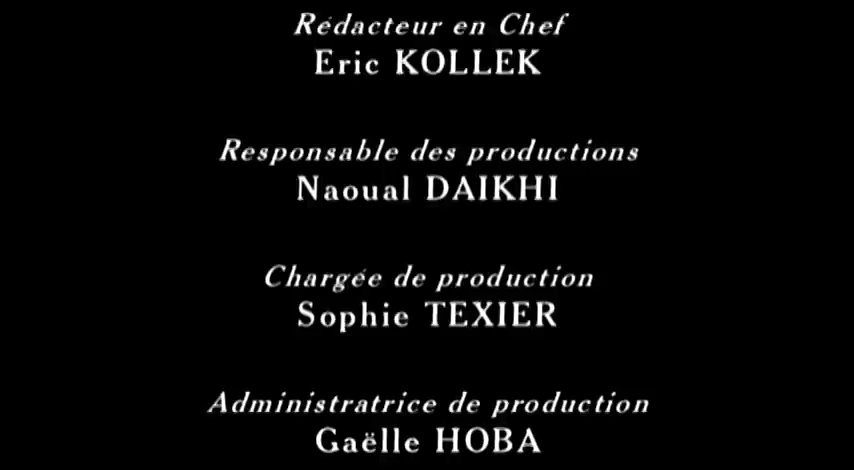 Rédacteur en Chef
Eric KOLLEK
Responsable des productions
Naoual DAIKHI
Chargée de production
Sophie TEXIER
Administratrice de production
Gaëlle HOBA